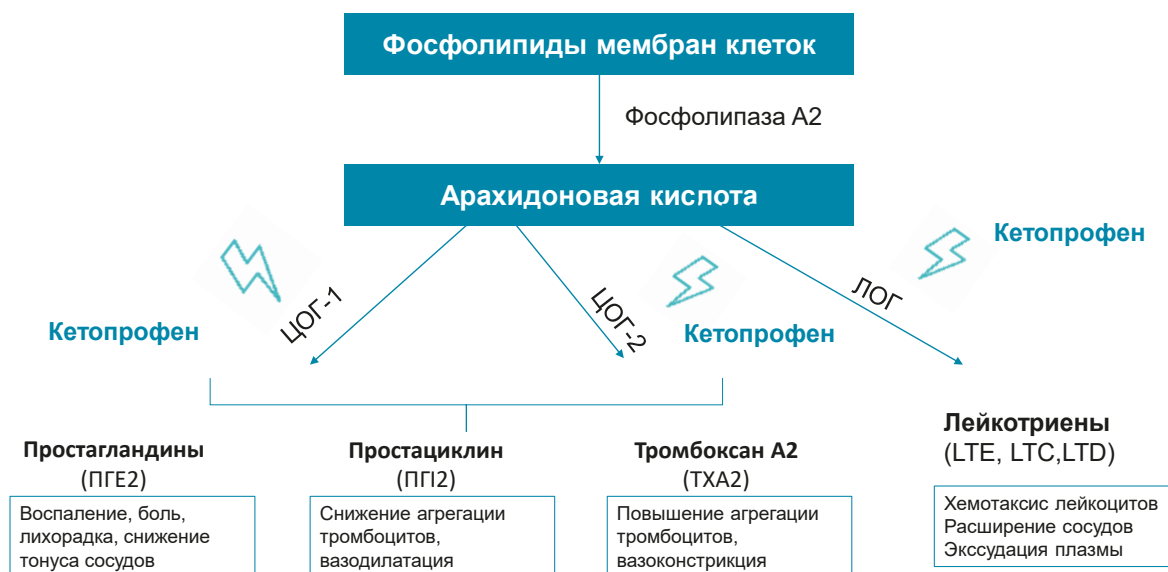 Фосфолипиды мембран клеток
Фосфолипаза А2
Арахидоновая кислота
Кетопрофен
ЛОГ
ЦОГ-1
ЦОГ-2
Кетопрофен
Кетопрофен
Простагландины
(ПГЕ2)
Воспаление, боль,
лихорадка, снижение
тонуса сосудов
Простациклин
(ПГI2)
Снижение агрегации
тромбоцитов,
вазодилатация
Тромбоксан А2
(ТХА2)
Повышение агрегации
тромбоцитов,
вазоконстрикция
Лейкотриены
(LTE, LTC,LTD)
Хемотаксис лейкоцитов
Расширение сосудов
Экссудация плазмы